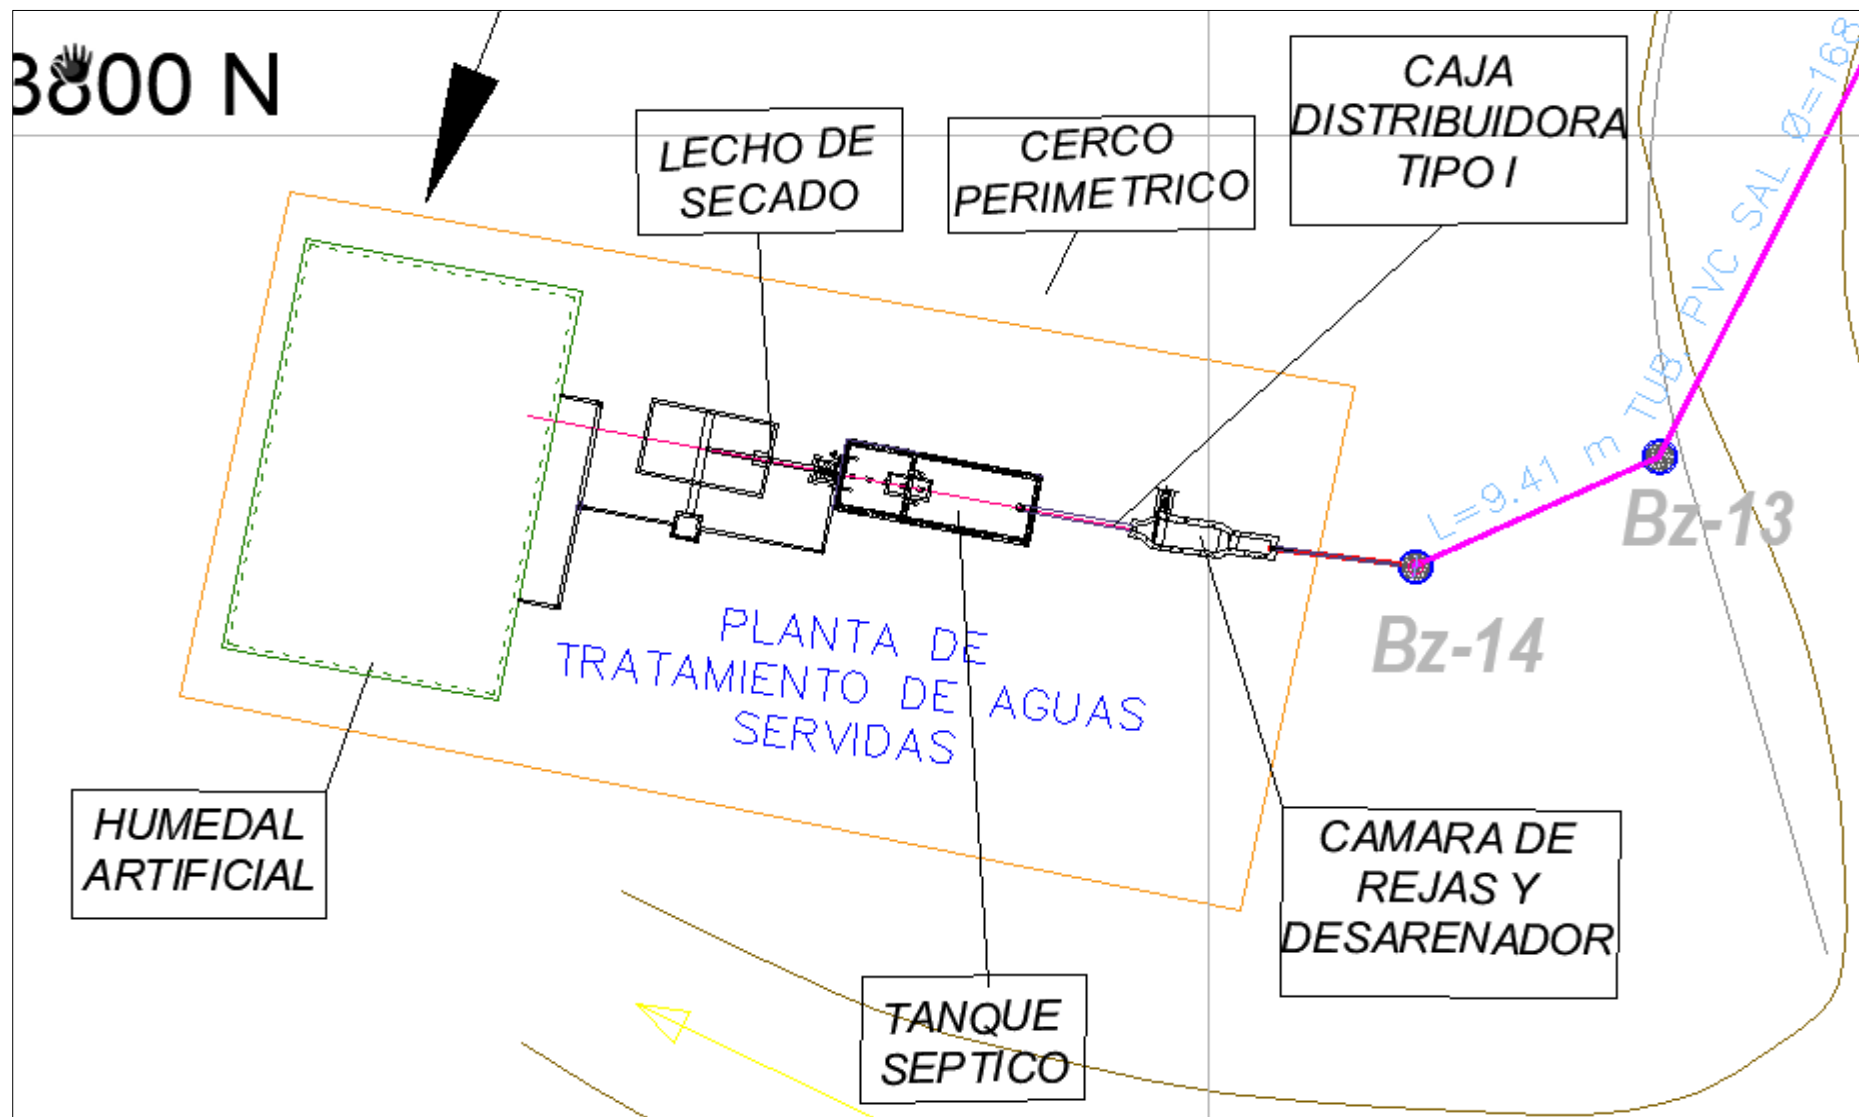 3800 N
LECHO DE
SECADO
CERCO
PERIMETRICO
CAJA
DISTRIBUIDORA
TIPO I
L=9.41 m TUB. PVC SAL Ø=168
Bz-13
Bz-14
PLANTA DE
TRATAMIENTO DE AGUAS
SERVIDAS
HUMEDAL
ARTIFICIAL
CAMARA DE
REJAS Y
DESARENADOR
TANQUE
SEPTICO